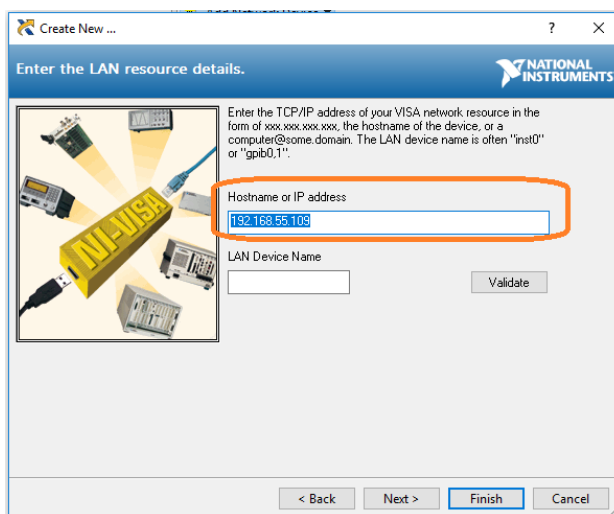 Create New ...
?
Enter the LAN resource details.
NATIONAL
INSTRUMENTS
Enter the TCP/IP address of your VISA network resource in the
form of xxx.xxx.xxx.xxx, the hostname of the device, or a
computer@some.domain. The LAN device name is often "inst0"
or "gpib0,1".
NI-VISA
Hostname or IP address
192.168.55.109
LAN Device Name
Validate
< Back
Next >
Finish
Cancel